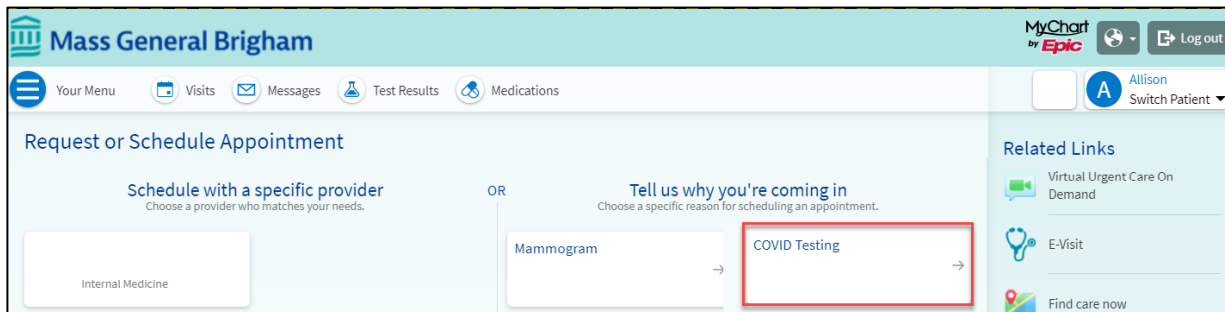 Mass General Brigham
MyChart
by Epic
Log out
Your Menu
Visits
Messages
Test Results
Medications
A
Allison
Switch Patient
Request or Schedule Appointment
Schedule with a specific provider
Choose a provider who matches your needs.
Internal Medicine
OR
Tell us why you're coming in
Choose a specific reason for scheduling an appointment.
Mammogram
COVID Testing
Related Links
Virtual Urgent Care On
Demand
E-Visit
Find care now